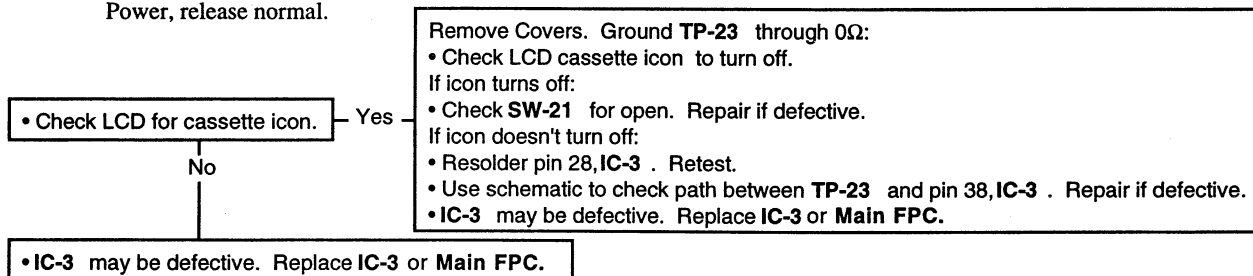 Power, release normal.
Remove Covers. Ground TP-23 through 0Ω:
• Check LCD cassette icon to turn off.
If icon turns off:
• Check SW-21 for open. Repair if defective.
If icon doesn't turn off:
• Resolder pin 28, IC-3 . Retest.
• Use schematic to check path between TP-23 and pin 38, IC-3 . Repair if defective.
• IC-3 may be defective. Replace IC-3 or Main FPC.
• Check LCD for cassette icon.
Yes
No
• IC-3 may be defective. Replace IC-3 or Main FPC.